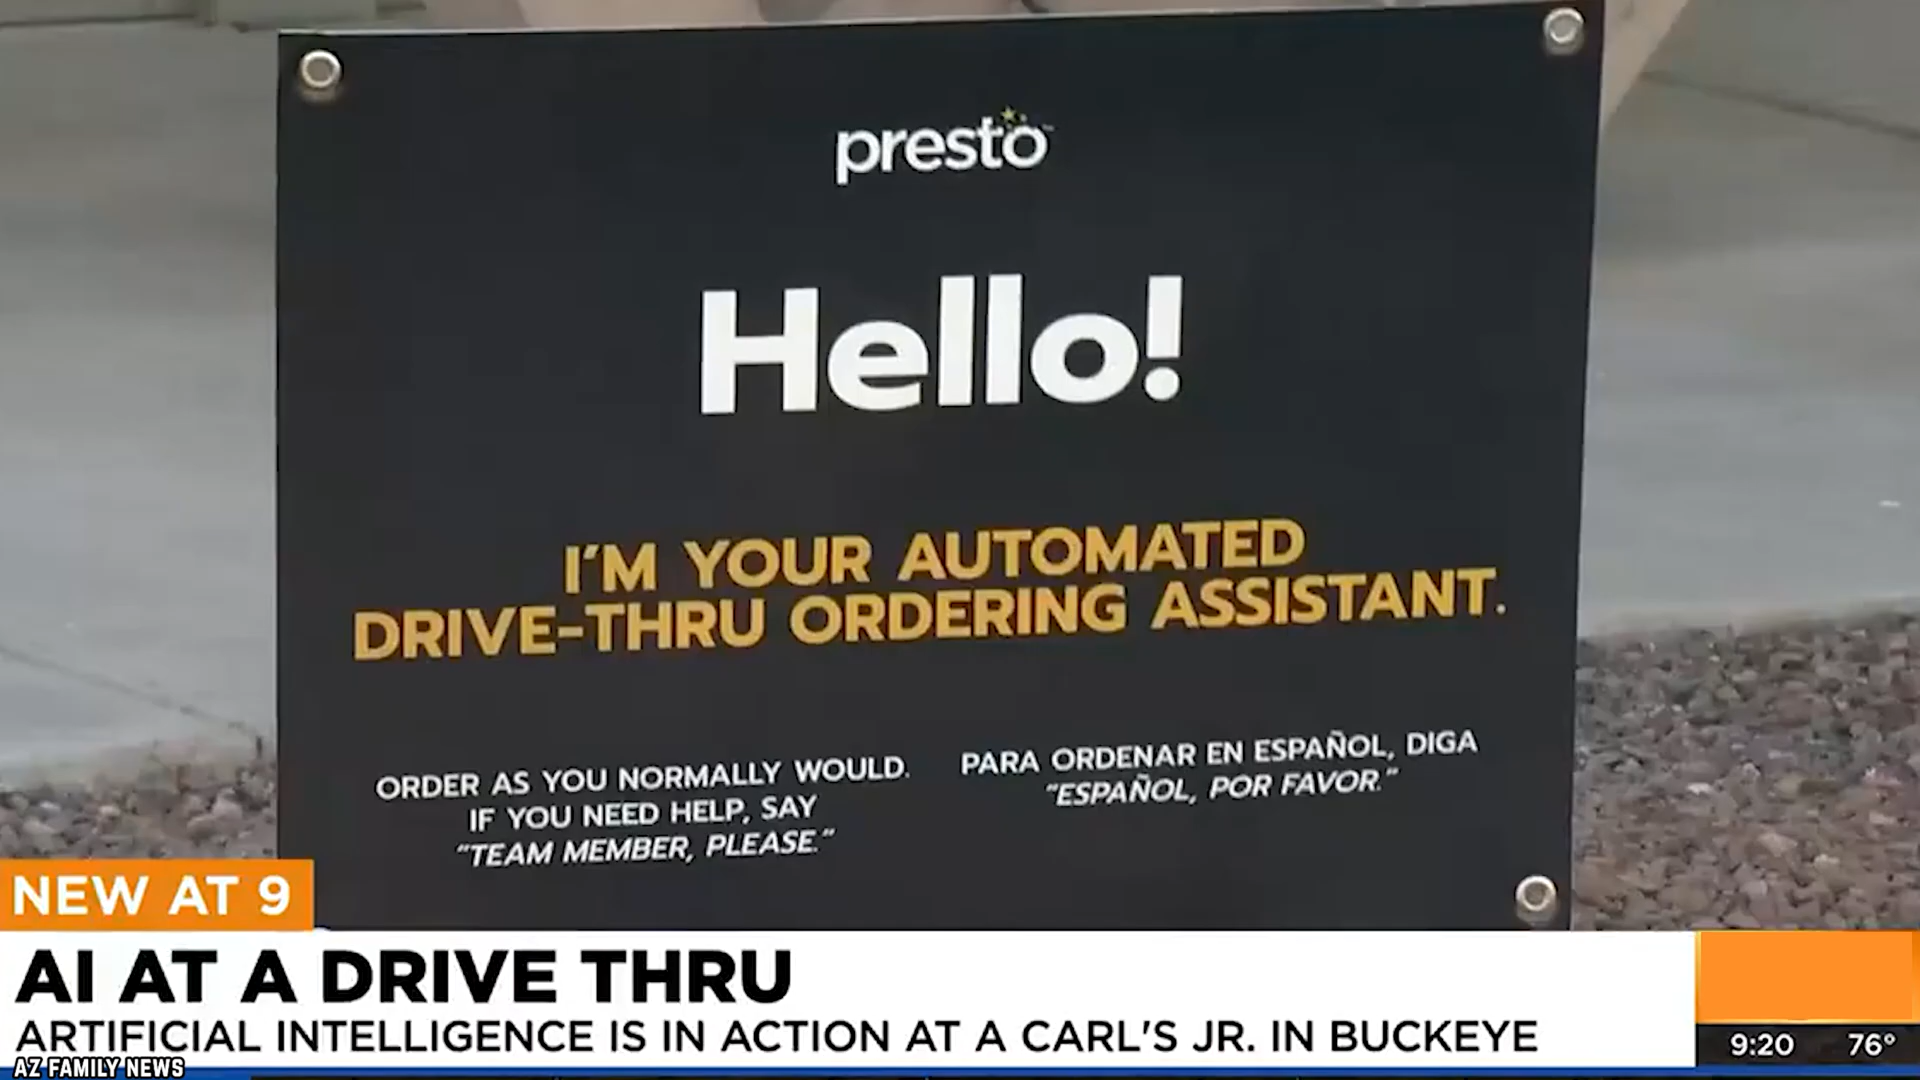 presto
Hello!
I'M YOUR AUTOMATED
DRIVE-THRU ORDERING ASSISTANT.
ORDER AS YOU NORMALLY WOULD.
IF YOU NEED HELP, SAY
"TEAM MEMBER, PLEASE."
PARA ORDENAR EN ESPAÑOL, DIGA
"ESPAÑOL, POR FAVOR."
NEW AT 9
AI AT A DRIVE THRU
ARTIFICIAL INTELLIGENCE IS IN ACTION AT A CARL'S JR. IN BUCKEYE
AZ FAMILY NEWS
9:20 76°